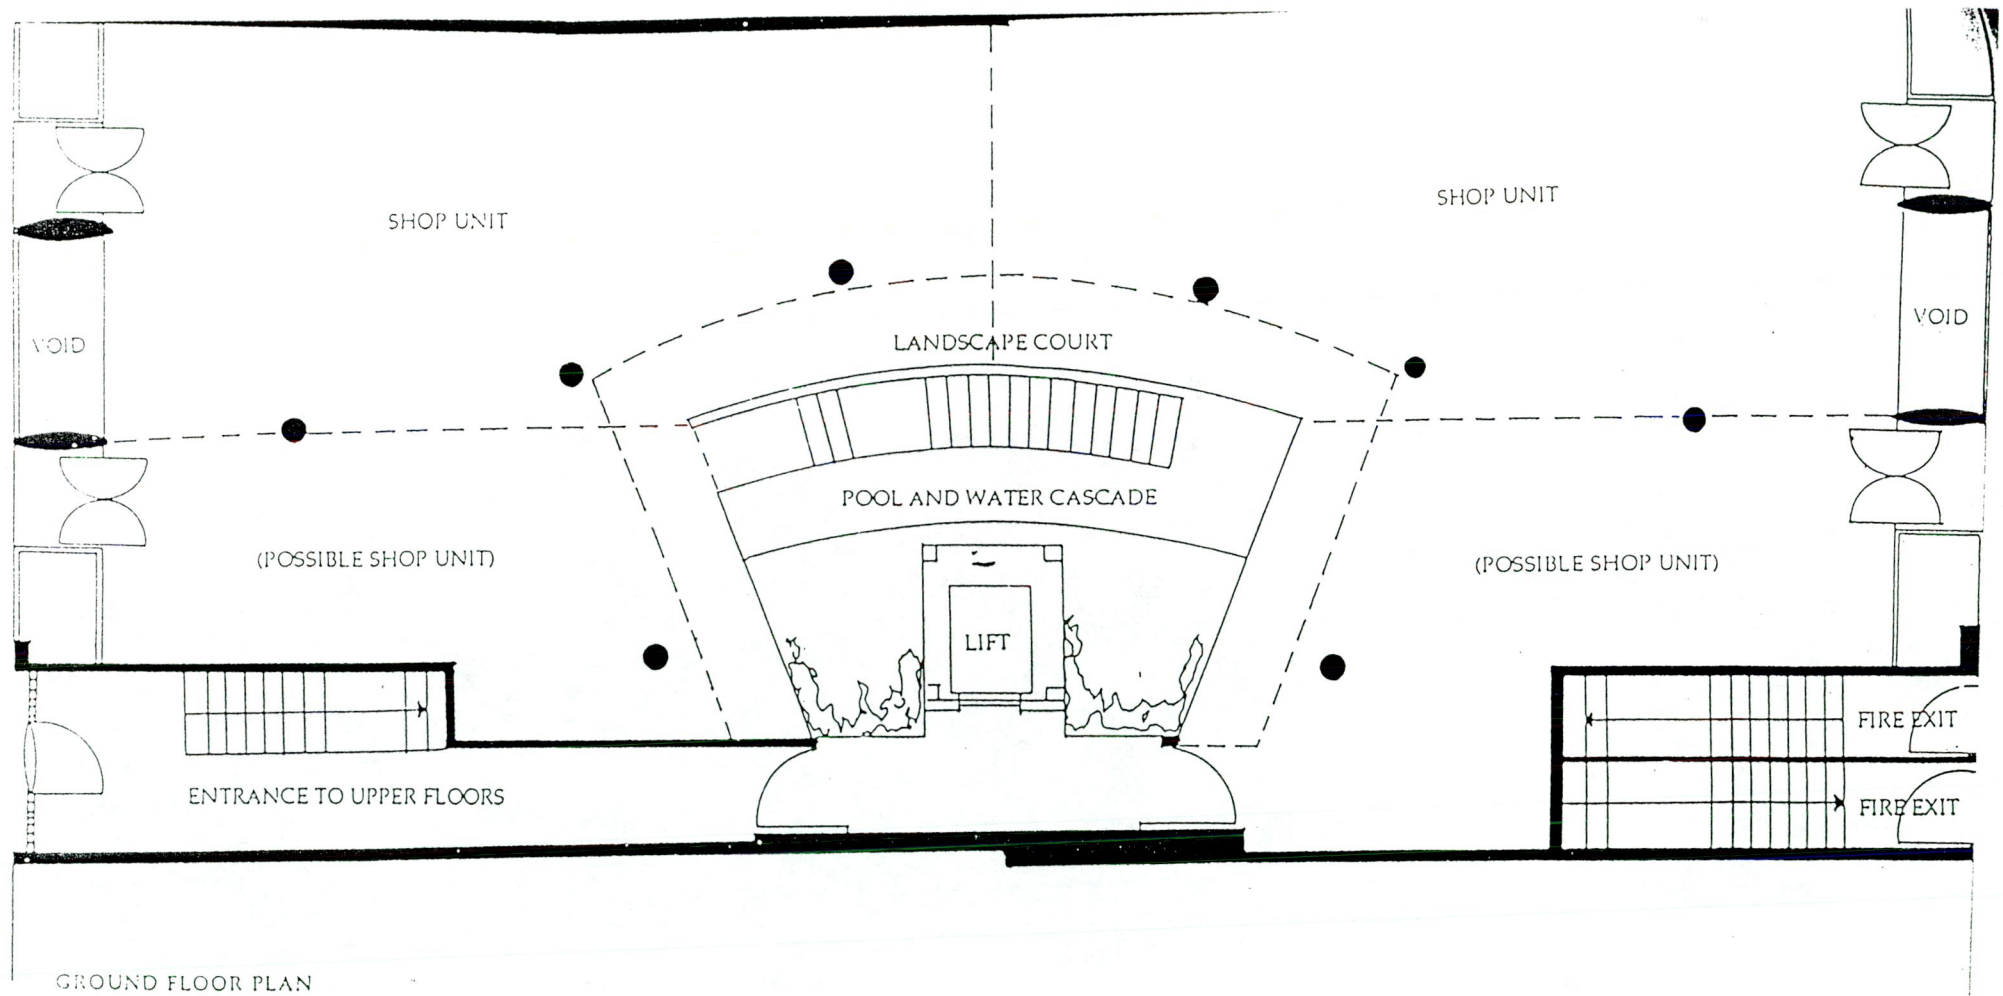 SHOP UNIT
SHOP UNIT
VOID
LANDSCAPE COURT
VOID
POOL AND WATER CASCADE
(POSSIBLE SHOP UNIT)
(POSSIBLE SHOP UNIT)
LIFT
FIRE EXIT
ENTRANCE TO UPPER FLOORS
FIRE EXIT
GROUND FLOOR PLAN